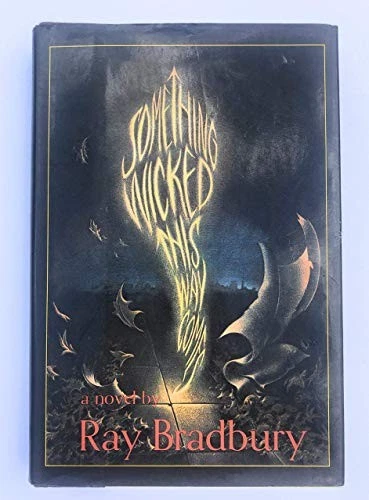 SOMETHING
WICKED
THIS
WAY
COMES
a novel by
Ray Bradbury